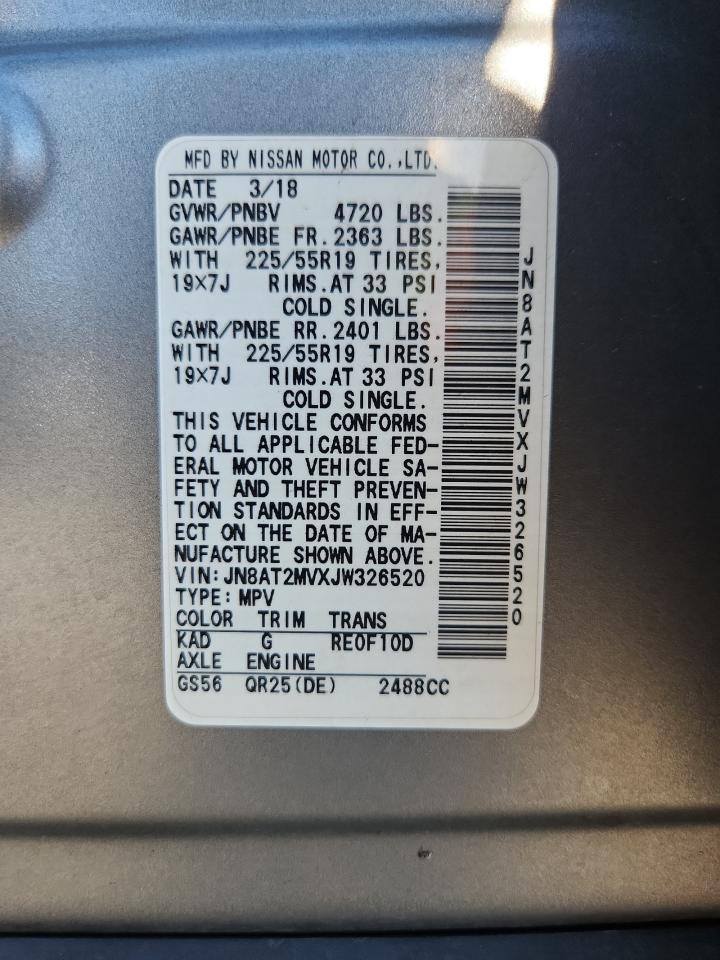 MFD BY NISSAN MOTOR CO.,LTD.
DATE 3/18
GVWR/PNBV 4720 LBS.
GAWR/PNBE FR.2363 LBS.
WITH 225/55R19 TIRES,
19×7J RIMS.AT 33 PSI
COLD SINGLE.
GAWR/PNBE RR.2401 LBS.
WITH 225/55R19 TIRES,
19×7J RIMS.AT 33 PSI
COLD SINGLE.
THIS VEHICLE CONFORMS
TO ALL APPLICABLE FED-
ERAL MOTOR VEHICLE SA-
FETY AND THEFT PREVEN-
TION STANDARDS IN EFF-
ECT ON THE DATE OF MA-
NUFACTURE SHOWN ABOVE.
VIN:JN8AT2MVXJW326520
TYPE:MPV
COLOR TRIM TRANS
KAD G RE0F10D
AXLE ENGINE
GS56 QR25(DE) 2488CC
JN8AT2MVXJW326520